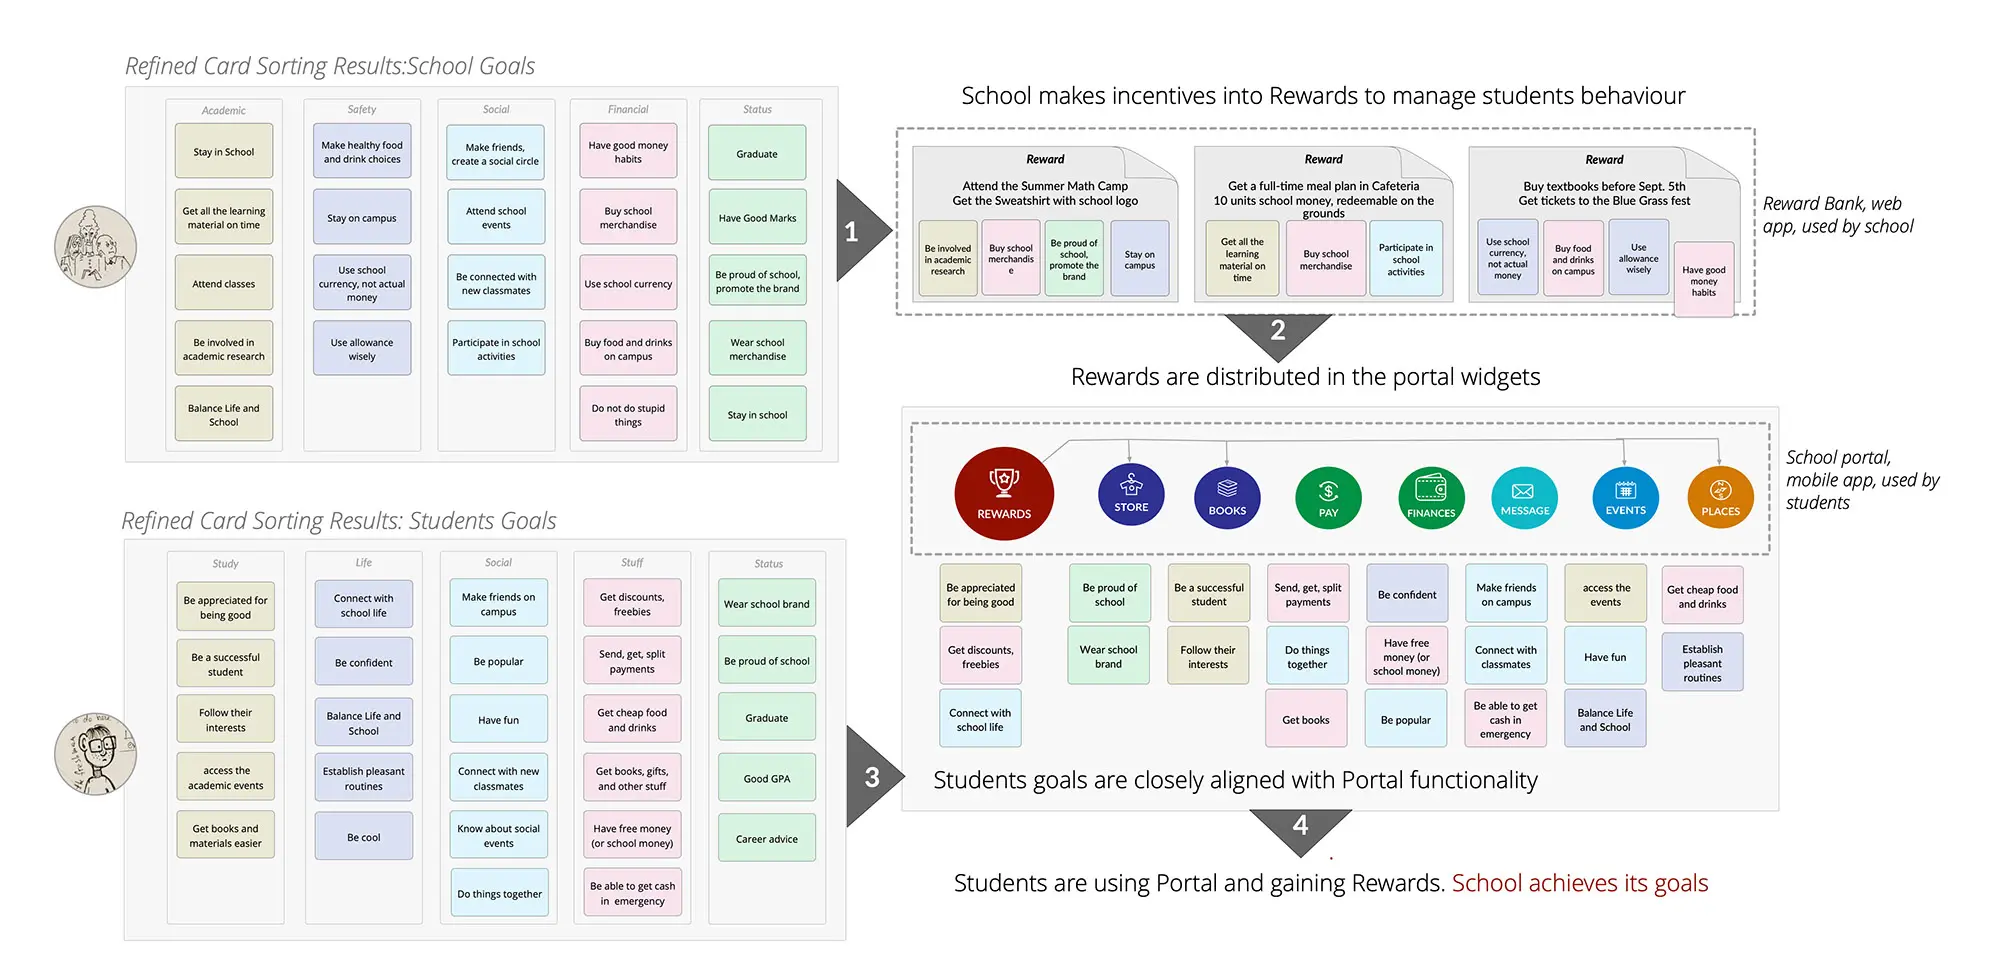 Refined Card Sorting Results:School Goals
Academic
Stay in School
Get all the learning
material on time
Attend classes
Be involved in
academic research
Balance Life and
School
Safety
Make healthy food
and drink choices
Stay on campus
Use school
currency, not actual
money
Use allowance
wisely
Social
Make friends,
create a social circle
Attend school
events
Be connected with
new classmates
Participate in school
activities
Financial
Have good money
habits
Buy school
merchandise
Use school currency
Buy food and drinks
on campus
Do not do stupid
things
Status
Graduate
Have Good Marks
Be proud of school,
promote the brand
Wear school
merchandise
Stay in school
1
School makes incentives into Rewards to manage students behaviour
Reward
Attend the Summer Math Camp
Get the Sweatshirt with school logo
Be involved
in academic
research
Buy school
merchandis
e
Be proud of
school,
promote the
brand
Stay on
campus
Reward
Get a full-time meal plan in Cafeteria
10 units school money, redeemable on the
grounds
Get all the
learning
material on
time
Buy school
merchandise
Participate in
school
activities
Reward
Buy textbooks before Sept. 5th
Get tickets to the Blue Grass fest
Use school
currency,
not actual
money
Buy food
and drinks
on campus
Use
allowance
wisely
Have good
money
habits
Reward Bank, web
app, used by school
2
Rewards are distributed in the portal widgets
REWARDS
STORE
BOOKS
PAY
FINANCES
MESSAGE
EVENTS
PLACES
School portal,
mobile app, used by
students
Be appreciated
for being good
Get discounts,
freebies
Connect with
school life
Be proud of
school
Wear school
brand
Be a successful
student
Follow their
interests
Send, get, split
payments
Do things
together
Get books
Be confident
Have free
money (or
school money)
Be popular
Make friends
on campus
Connect with
classmates
Be able to get
cash in
emergency
access the
events
Have fun
Balance Life
and School
Get cheap food
and drinks
Establish
pleasant
routines
Students goals are closely aligned with Portal functionality
Refined Card Sorting Results: Students Goals
Study
Be appreciated for
being good
Be a successful
student
Follow their
interests
access the
academic events
Get books and
materials easier
Life
Connect with
school life
Be confident
Balance Life and
School
Establish pleasant
routines
Be cool
Social
Make friends on
campus
Be popular
Have fun
Connect with new
classmates
Know about social
events
Do things together
Stuff
Get discounts,
freebies
Send, get, split
payments
Get cheap food
and drinks
Get books, gifts,
and other stuff
Have free money
(or school money)
Be able to get cash
in emergency
Status
Wear school brand
Be proud of school
Graduate
Good GPA
Career advice
3
4
Students are using Portal and gaining Rewards. School achieves its goals